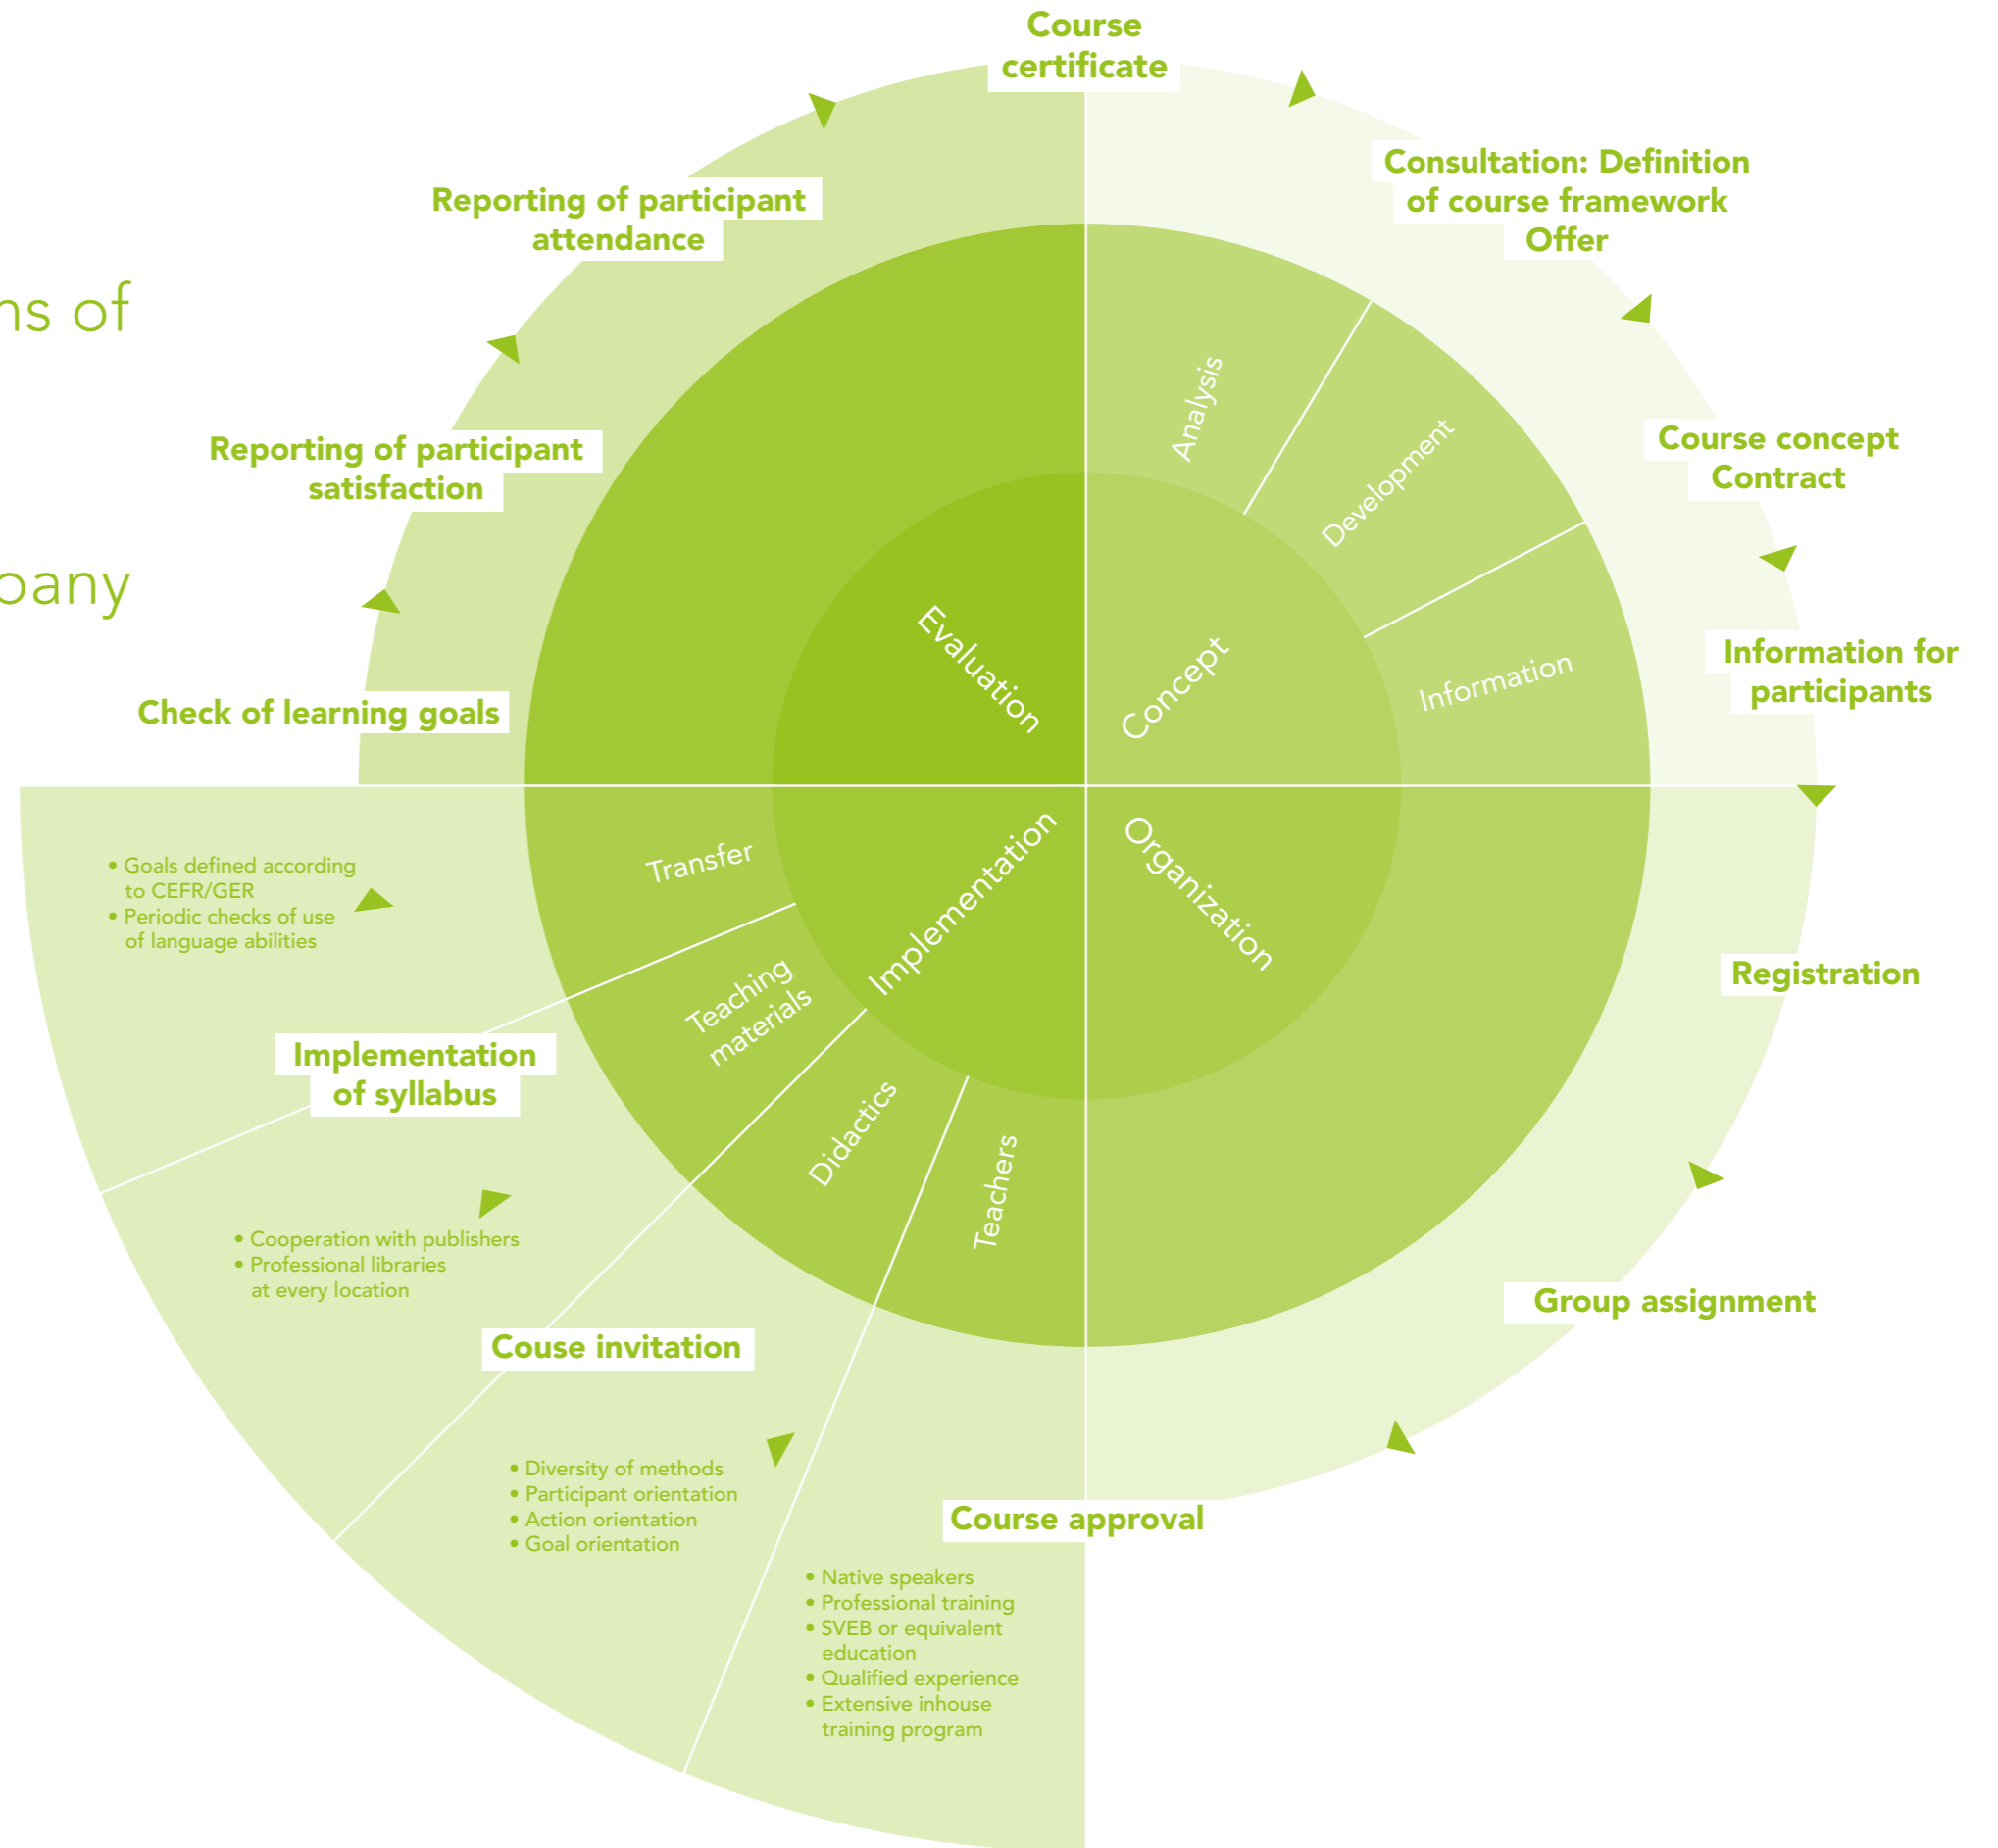 ns of
pany
Course
certificate
Consultation: Definition
of course framework
Offer
Course concept
Contract
Information for
participants
Registration
Group assignment
Course approval
• Native speakers
• Professional training
• SVEB or equivalent
education
• Qualified experience
• Extensive inhouse
training program
Couse invitation
• Diversity of methods
• Participant orientation
• Action orientation
• Goal orientation
Implementation
of syllabus
• Cooperation with publishers
• Professional libraries
at every location
• Goals defined according
to CEFR/GER
• Periodic checks of use
of language abilities
Check of learning goals
Reporting of participant
satisfaction
Reporting of participant
attendance
Evaluation
Concept
Analysis
Development
Information
Organization
Implementation
Teachers
Didactics
Teaching
materials
Transfer